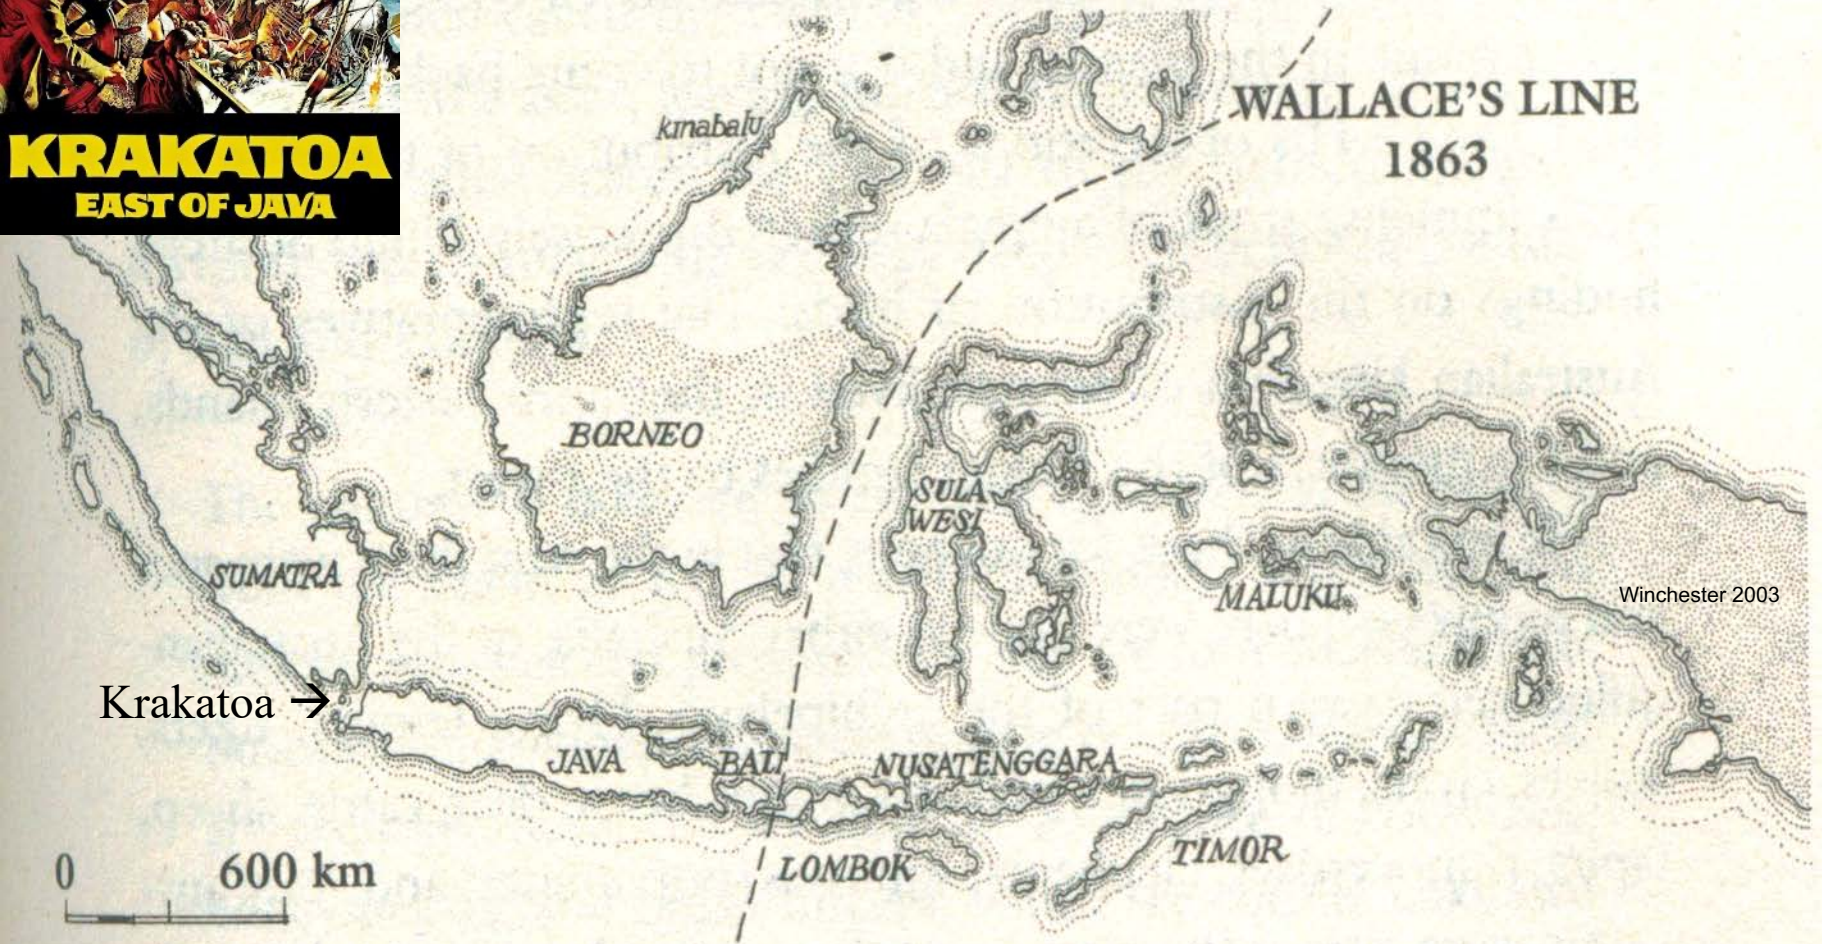 KRAKATOA
EAST OF JAVA
WALLACE'S LINE
1863
kinabalu
BORNEO
SULA
WESI
SUMATRA
MALUKU
Winchester 2003
Krakatoa →
JAVA
BALI
NUSATENGGARA
LOMBOK
TIMOR
0 600 km